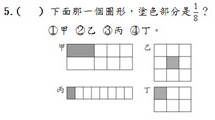 5.(　) 下面那一個圖形，塗色部分是1/8？
①甲 ②乙 ③丙 ④丁。
甲 乙
丙 丁